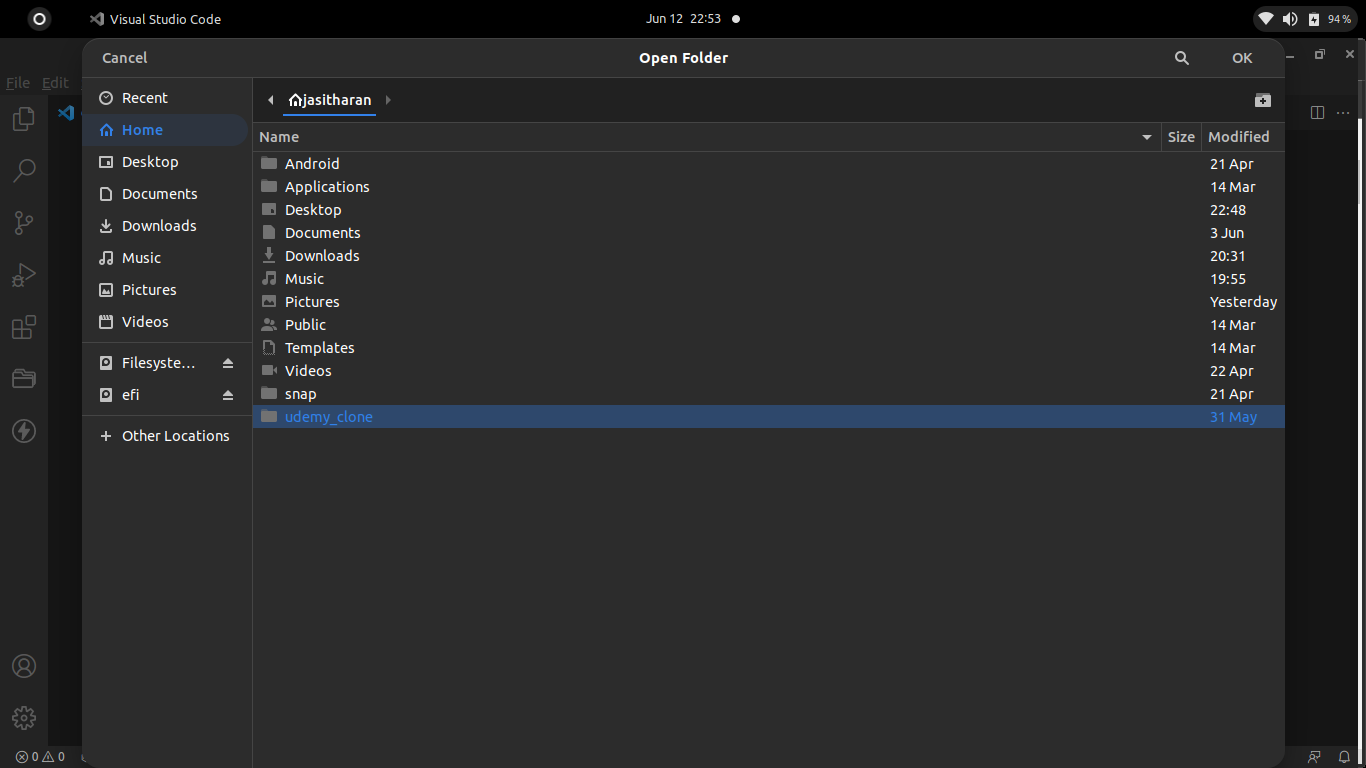 Visual Studio Code
Jun 12 22:53
94 %
Cancel
Open Folder
OK
File Edit
Recent
Home
Desktop
Documents
Downloads
Music
Pictures
Videos
Filesyste…
efi
Other Locations
jasitharan
Name Size Modified
Android 21 Apr
Applications 14 Mar
Desktop 22:48
Documents 3 Jun
Downloads 20:31
Music 19:55
Pictures Yesterday
Public 14 Mar
Templates 14 Mar
Videos 22 Apr
snap 21 Apr
udemy_clone 31 May
0 0